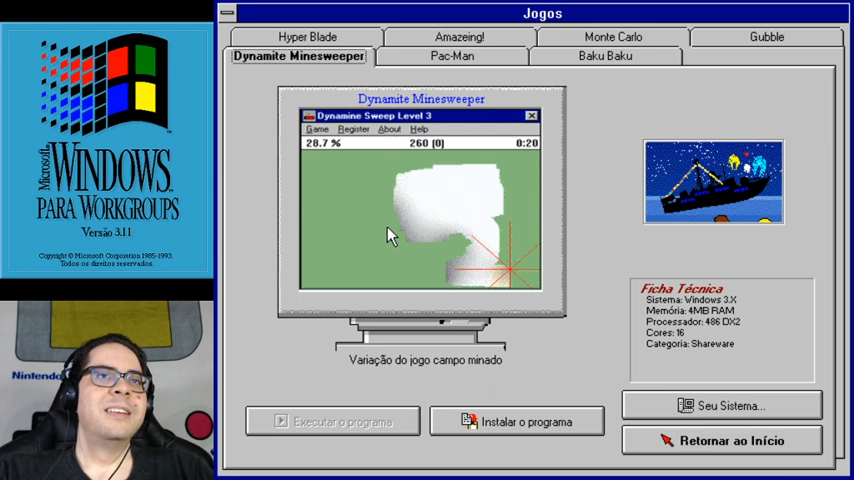 Microsoft®
WINDOWS™
PARA WORKGROUPS
Versão 3.11
Copyright © Microsoft Corporation 1985-1993.
Todos os direitos reservados.
Nintendo
Jogos
Hyper Blade
Amazeing!
Monte Carlo
Gubble
Dynamite Minesweeper
Pac-Man
Baku Baku
Dynamite Minesweeper
Dynamine Sweep Level 3
Game Register About Help
28.7 % 260 (0) 0:20
Variação do jogo campo minado
Ficha Técnica
Sistema: Windows 3.X
Memória: 4MB RAM
Processador: 486 DX2
Cores: 16
Categoria: Shareware
Executar o programa
Instalar o programa
Seu Sistema...
Retornar ao Início